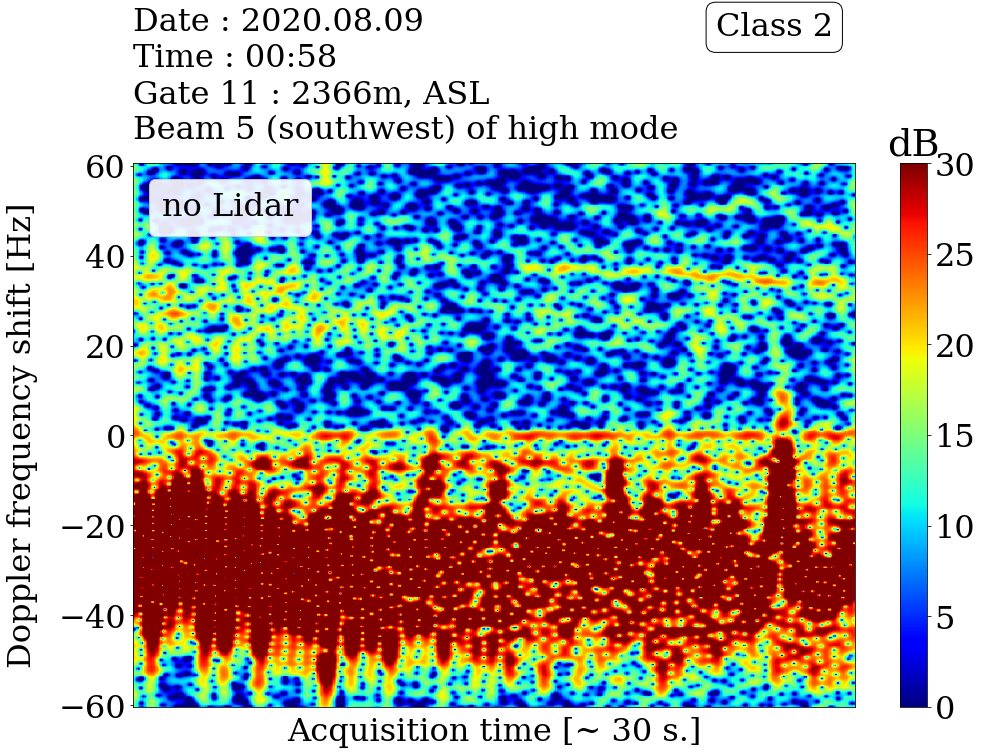 Date : 2020.08.09
Time : 00:58
Gate 11 : 2366m, ASL
Beam 5 (southwest) of high mode
Class 2
dB
no Lidar
Doppler frequency shift [Hz]
60
40
20
0
−20
−40
−60
Acquisition time [~ 30 s.]
30
25
20
15
10
5
0